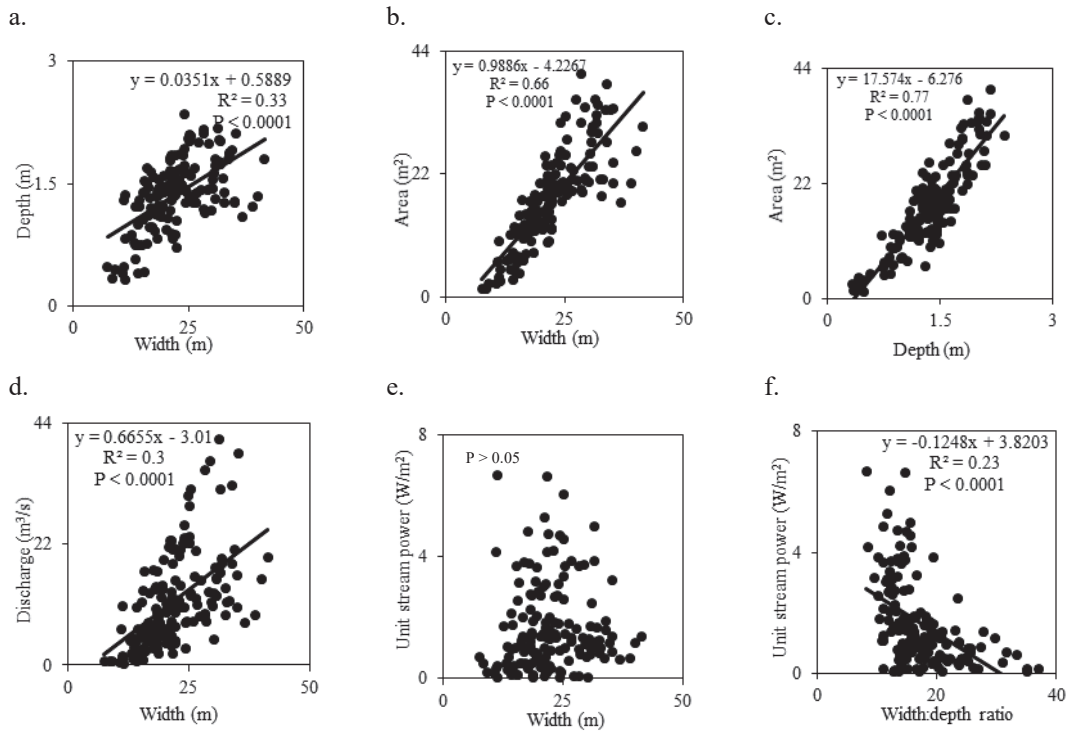 a.
3
y = 0.0351x + 0.5889
R² = 0.33
P < 0.0001
Depth (m)
1.5
0
0
25
50
Width (m)
b.
44
y = 0.9886x - 4.2267
R² = 0.66
P < 0.0001
Area (m²)
22
0
0
25
50
Width (m)
c.
44
y = 17.574x - 6.276
R² = 0.77
P < 0.0001
Area (m²)
22
0
0
1.5
3
Depth (m)
d.
44
y = 0.6655x - 3.01
R² = 0.3
P < 0.0001
Discharge (m³/s)
22
0
0
25
50
Width (m)
e.
8
P > 0.05
Unit stream power (W/m²)
4
0
0
25
50
Width (m)
f.
8
y = -0.1248x + 3.8203
R² = 0.23
P < 0.0001
Unit stream power (W/m²)
4
0
0
20
40
Width:depth ratio